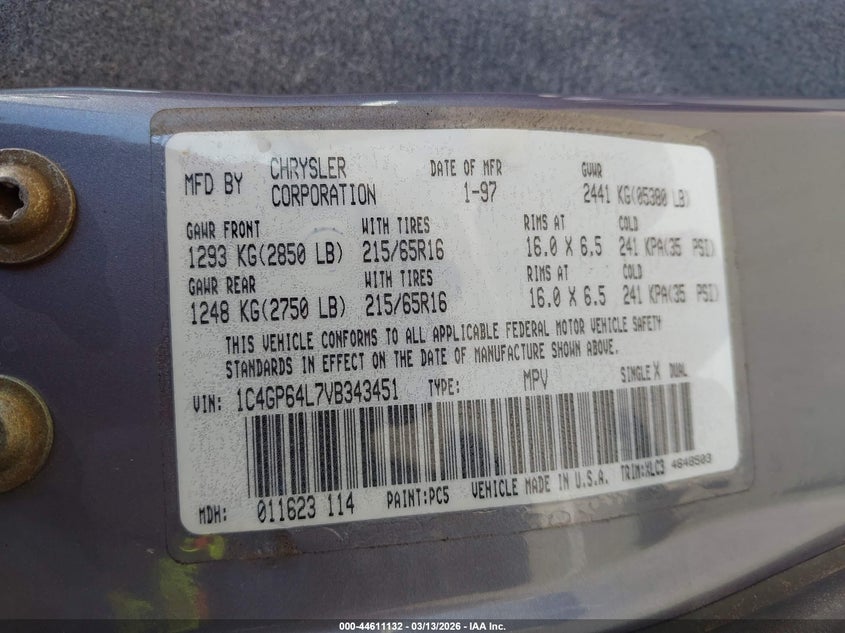 MFD BY CHRYSLER CORPORATION DATE OF MFR 1-97 GVWR 2441 KG(05380 LB)
GAWR FRONT WITH TIRES RIMS AT COLD
1293 KG(2850 LB) 215/65R16 16.0 X 6.5 241 KPA(35 PSI)
GAWR REAR WITH TIRES RIMS AT COLD
1248 KG(2750 LB) 215/65R16 16.0 X 6.5 241 KPA(35 PSI)
THIS VEHICLE CONFORMS TO ALL APPLICABLE FEDERAL MOTOR VEHICLE SAFETY
STANDARDS IN EFFECT ON THE DATE OF MANUFACTURE SHOWN ABOVE.
VIN: 1C4GP64L7VB343451 TYPE: MPV SINGLE X DUAL
MDH: 011623 114 PAINT:PC5 VEHICLE MADE IN U.S.A. TRIM:XLC3 4648503
000-44611132 - 03/13/2026 - IAA Inc.